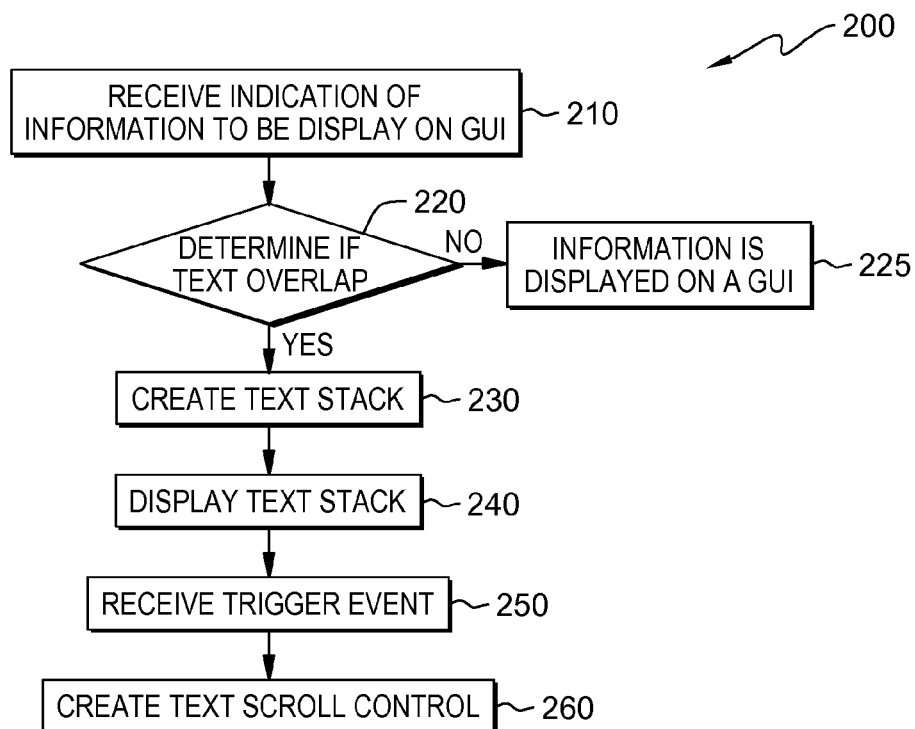 200
RECEIVE INDICATION OF
INFORMATION TO BE DISPLAY ON GUI
210
220
DETERMINE IF
TEXT OVERLAP
NO
INFORMATION IS
DISPLAYED ON A GUI
225
YES
CREATE TEXT STACK
230
DISPLAY TEXT STACK
240
RECEIVE TRIGGER EVENT
250
CREATE TEXT SCROLL CONTROL
260